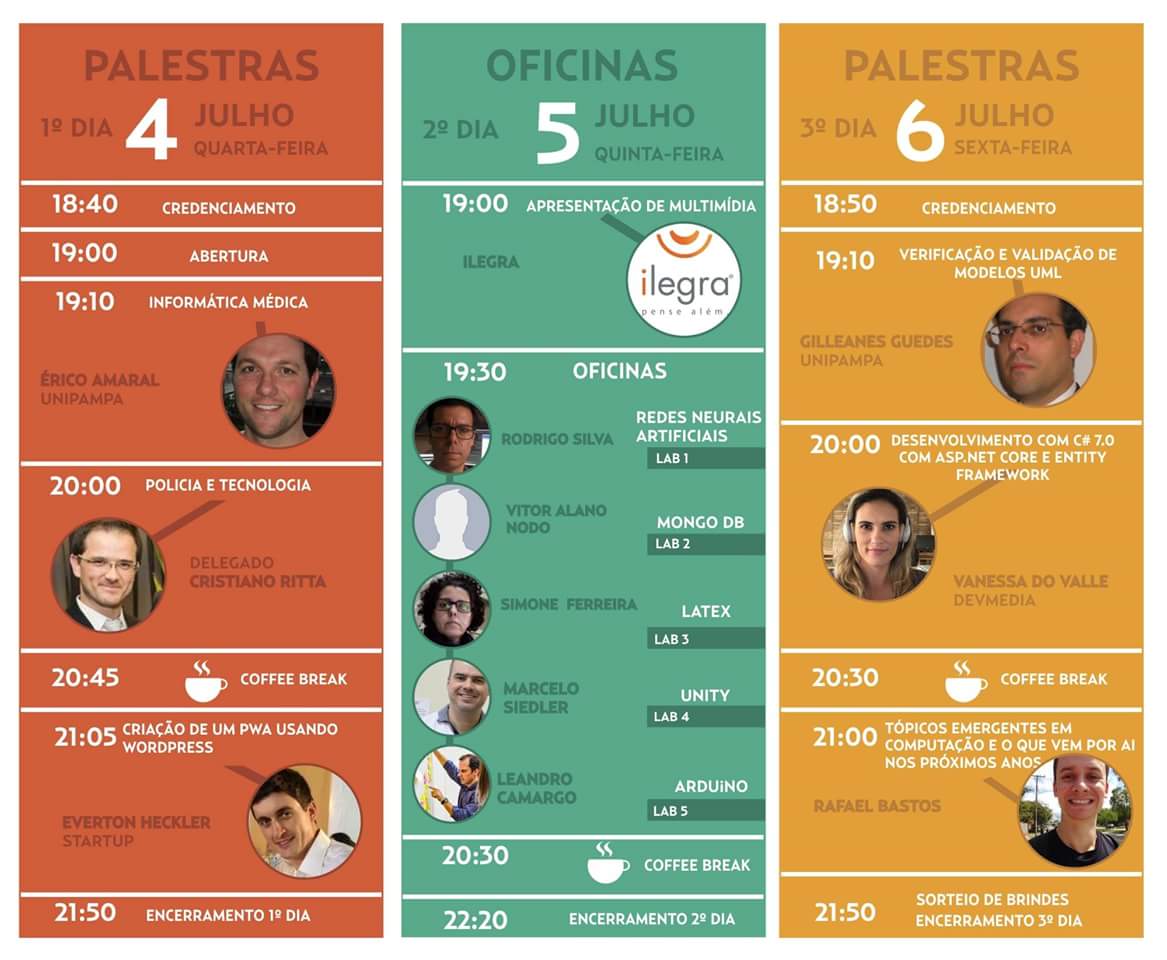 PALESTRAS
1º DIA 4 JULHO
QUARTA-FEIRA
18:40 CREDENCIAMENTO
19:00 ABERTURA
19:10 INFORMÁTICA MÉDICA
ÉRICO AMARAL
UNIPAMPA
20:00 POLICIA E TECNOLOGIA
DELEGADO
CRISTIANO RITTA
20:45 COFFEE BREAK
21:05 CRIAÇÃO DE UM PWA USANDO
WORDPRESS
EVERTON HECKLER
STARTUP
21:50 ENCERRAMENTO 1º DIA
OFICINAS
2º DIA 5 JULHO
QUINTA-FEIRA
19:00 APRESENTAÇÃO DE MULTIMÍDIA
ILEGRA
ilegra®
pense além
19:30 OFICINAS
RODRIGO SILVA
REDES NEURAIS
ARTIFICIAIS
LAB 1
VITOR ALANO
NODO
MONGO DB
LAB 2
SIMONE FERREIRA
LATEX
LAB 3
MARCELO
SIEDLER
UNITY
LAB 4
LEANDRO
CAMARGO
ARDUiNO
LAB 5
20:30 COFFEE BREAK
22:20 ENCERRAMENTO 2º DIA
PALESTRAS
3º DIA 6 JULHO
SEXTA-FEIRA
18:50 CREDENCIAMENTO
19:10 VERIFICAÇÃO E VALIDAÇÃO DE
MODELOS UML
GILLEANES GUEDES
UNIPAMPA
20:00 DESENVOLVIMENTO COM C# 7.0
COM ASP.NET CORE E ENTITY
FRAMEWORK
VANESSA DO VALLE
DEVMEDIA
20:30 COFFEE BREAK
21:00 TÓPICOS EMERGENTES EM
COMPUTAÇÃO E O QUE VEM POR AI
NOS PRÓXIMOS ANOS
RAFAEL BASTOS
21:50 SORTEIO DE BRINDES
ENCERRAMENTO 3º DIA